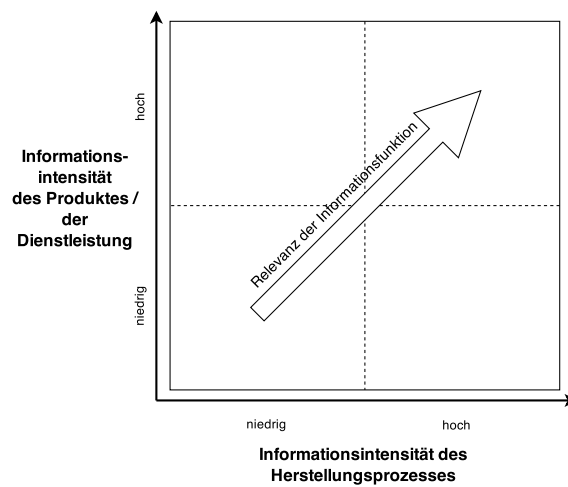 hoch
Informations-
intensität
des Produktes /
der
Dienstleistung
niedrig
Relevanz der Informationsfunktion
niedrig
hoch
Informationsintensität des
Herstellungsprozesses